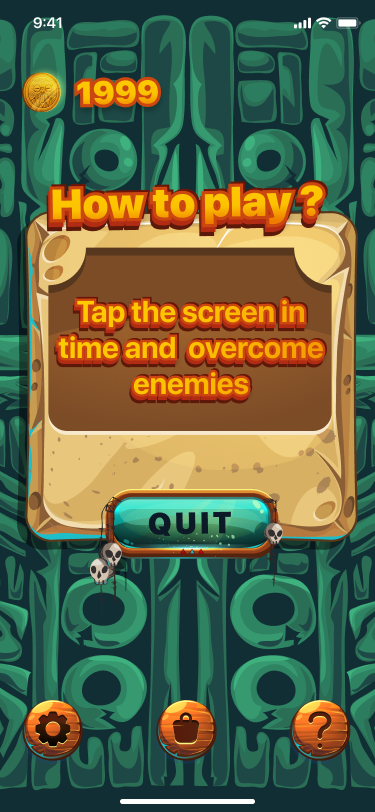 9:41
1999
How to play ?
Tap the screen in
time and overcome
enemies
QUIT
?